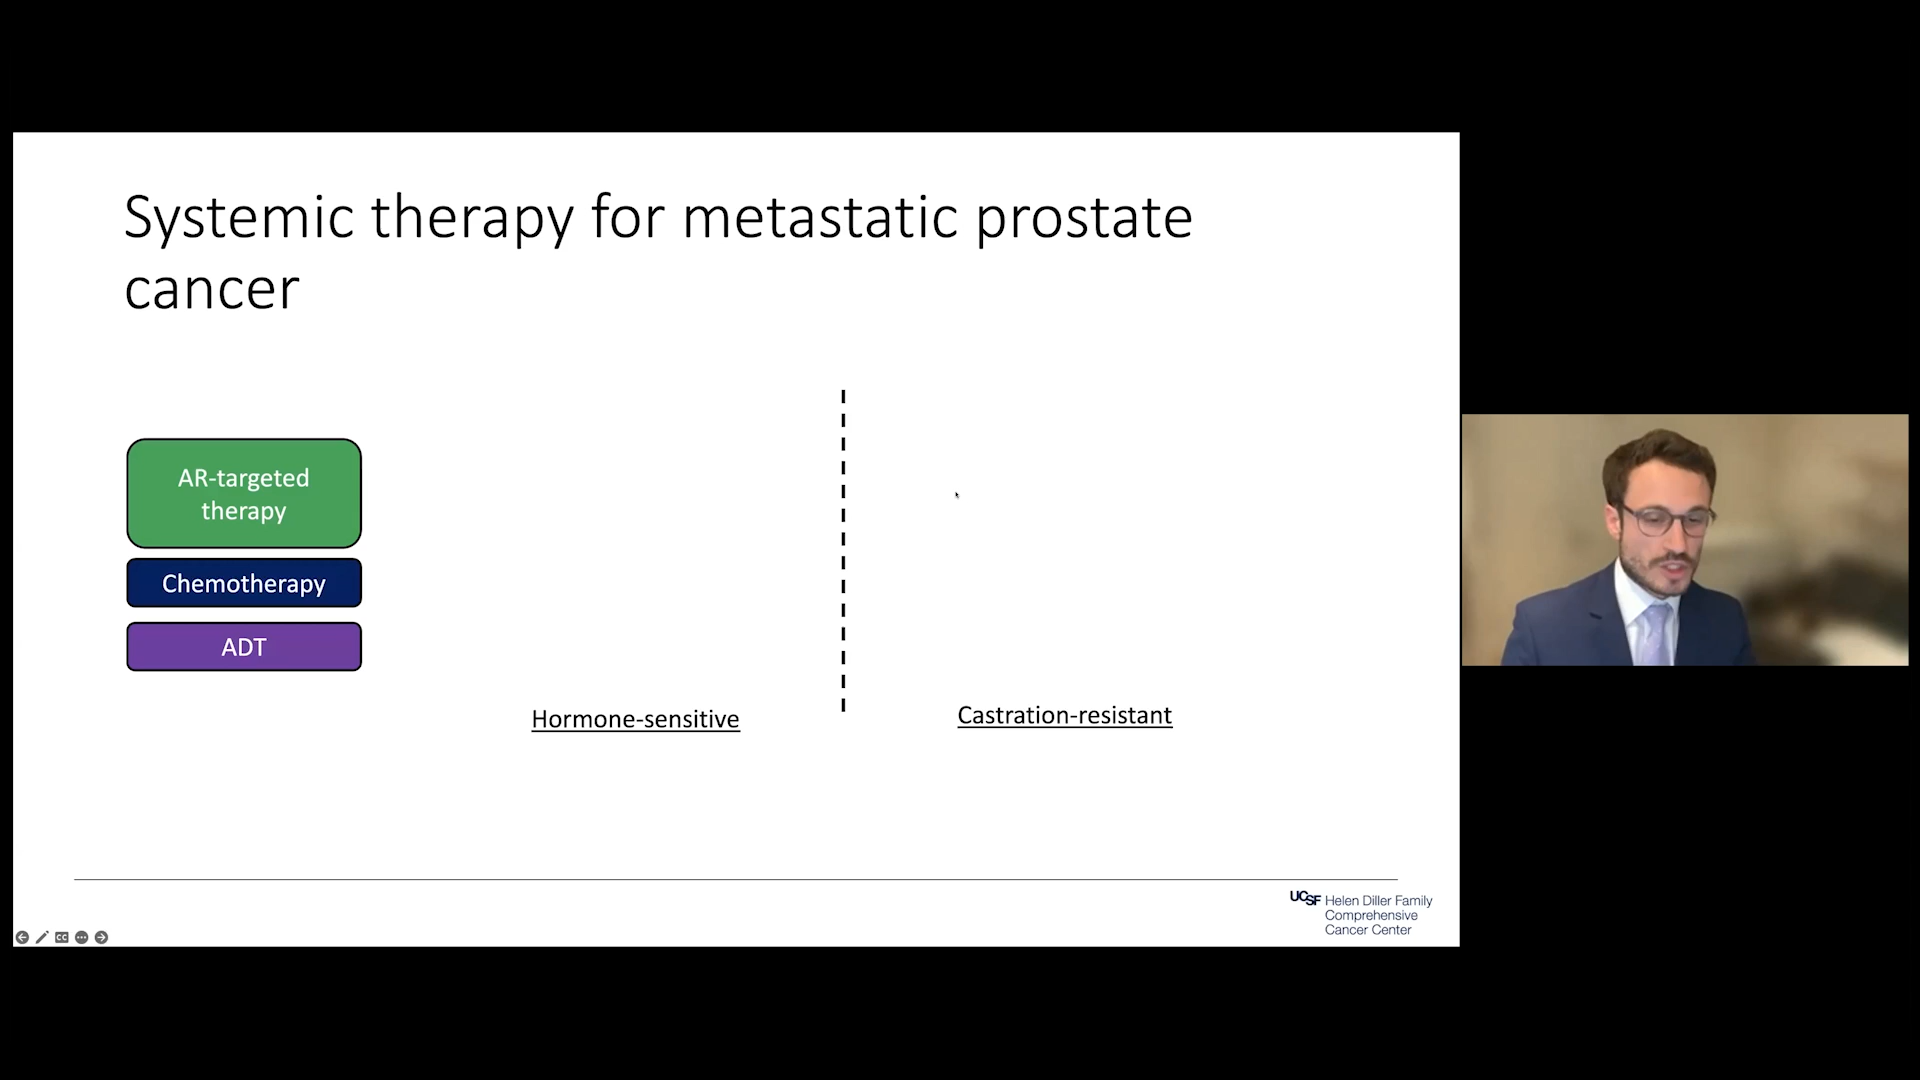 Systemic therapy for metastatic prostate
cancer
AR-targeted
therapy
Chemotherapy
ADT
Hormone-sensitive
Castration-resistant
UCSF Helen Diller Family
Comprehensive
Cancer Center
CC